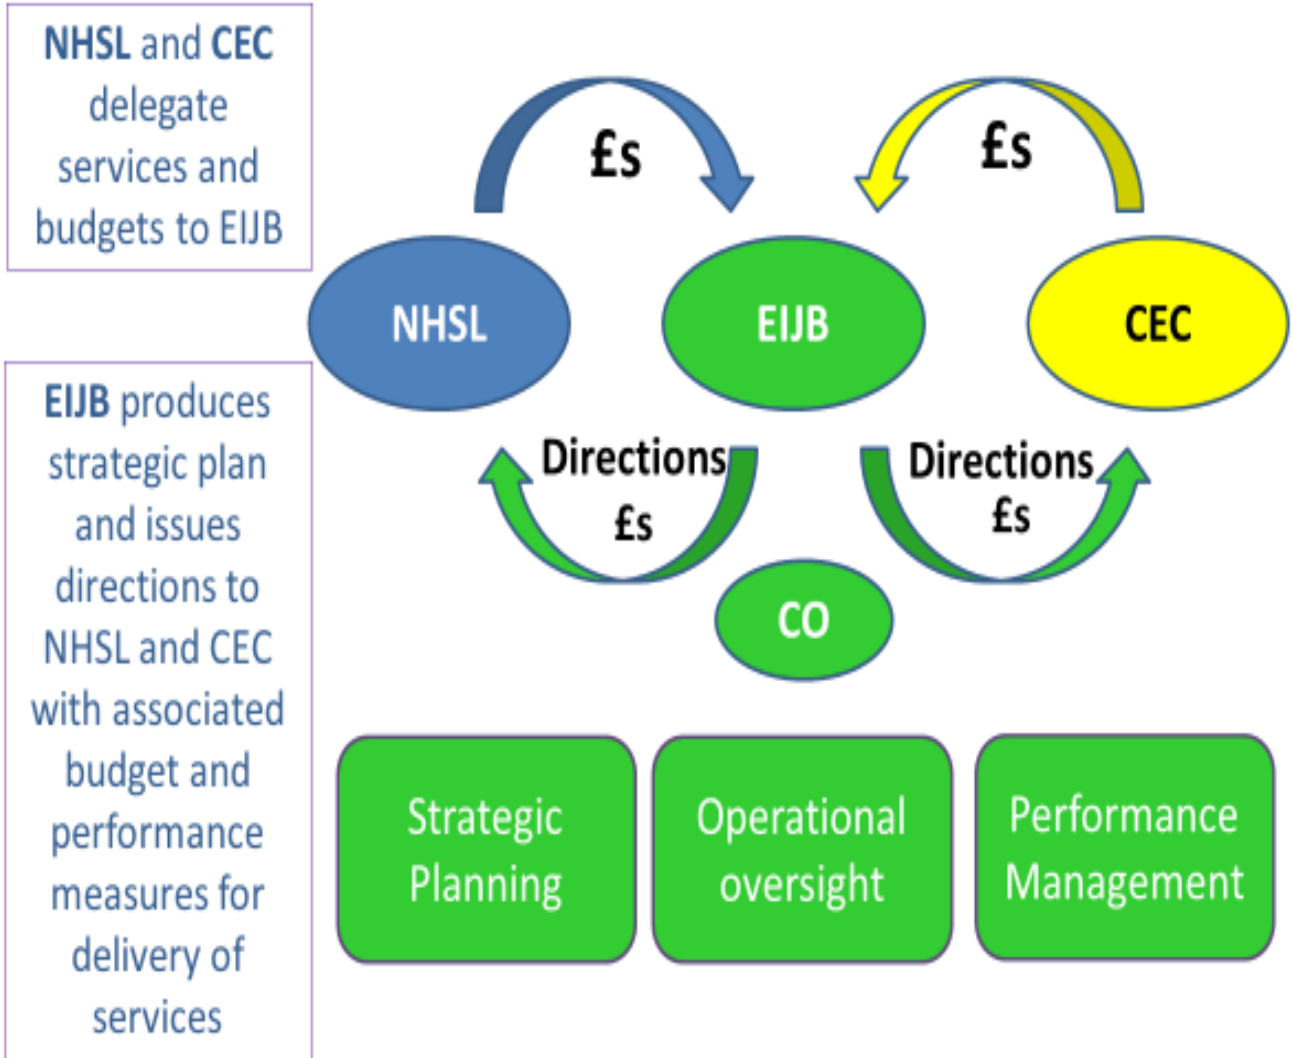 NHSL and CEC
delegate
services and
budgets to EIJB
£s
£s
NHSL
EIJB
CEC
EIJB produces
strategic plan
and issues
directions to
NHSL and CEC
with associated
budget and
performance
measures for
delivery of
services
Directions
£s
Directions
£s
CO
Strategic
Planning
Operational
oversight
Performance
Management